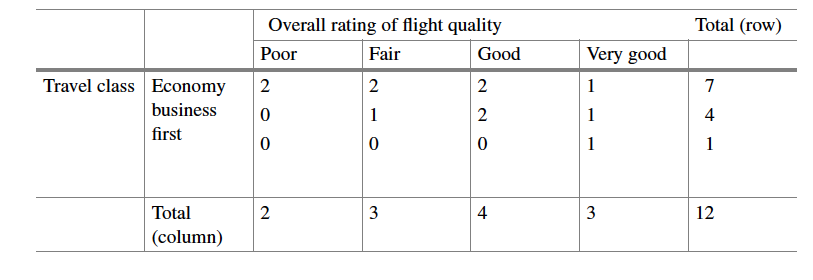 Overall rating of flight quality Total (row)
Poor Fair Good Very good
Travel class Economy 2 2 2 1 7
business 0 1 2 1 4
first 0 0 0 1 1
Total 2 3 4 3 12
(column)